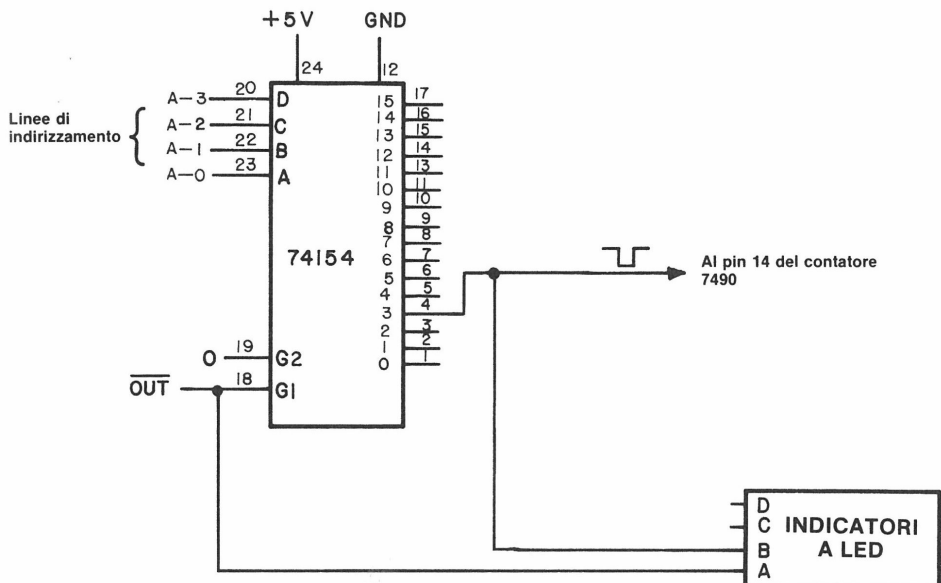 +5V
GND
24
12
Linee di
indirizzamento
A-3 20 D
A-2 21 C
A-1 22 B
A-0 23 A
15 17
14 16
13 15
12 14
11 13
10 11
9 10
8 9
7 8
6 7
5 6
4 5
3 4
2 3
1 2
0 1
74154
Al pin 14 del contatore
7490
0 19 G2
OUT 18 G1
D
C
B
A
INDICATORI
A LED